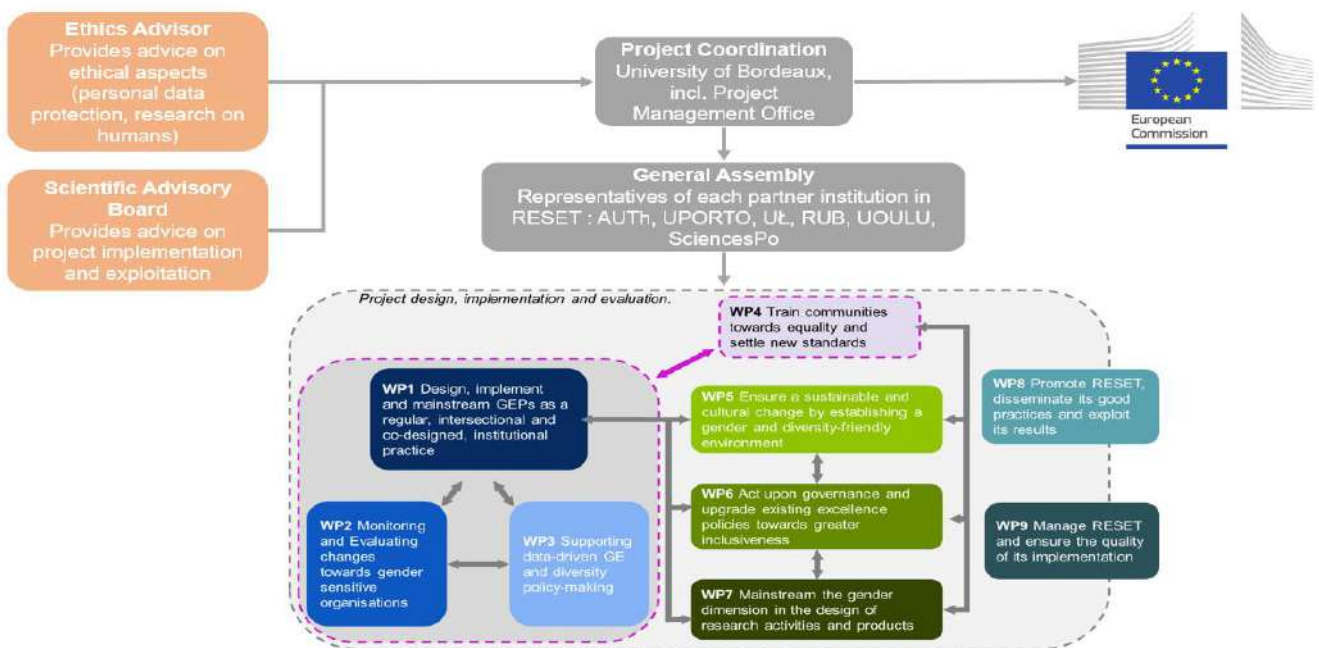 Ethics Advisor
Provides advice on
ethical aspects
(personal data
protection, research on
humans)
Scientific Advisory
Board
Provides advice on
project implementation
and exploitation
Project Coordination
University of Bordeaux,
incl. Project
Management Office
European
Commission
General Assembly
Representatives of each partner institution in
RESET : AUTh, UPORTO, UŁ, RUB, UOULU,
SciencesPo
Project design, implementation and evaluation.
WP4 Train communities
towards equality and
settle new standards
WP1 Design, implement
and mainstream GEPs as a
regular, intersectional and
co-designed, institutional
practice
WP2 Monitoring
and Evaluating
changes
towards gender
sensitive
organisations
WP3 Supporting
data-driven GE
and diversity
policy-making
WP5 Ensure a sustainable and
cultural change by establishing a
gender and diversity-friendly
environment
WP6 Act upon governance and
upgrade existing excellence
policies towards greater
inclusiveness
WP7 Mainstream the gender
dimension in the design of
research activities and products
WP8 Promote RESET,
disseminate its good
practices and exploit
its results
WP9 Manage RESET
and ensure the quality
of its implementation